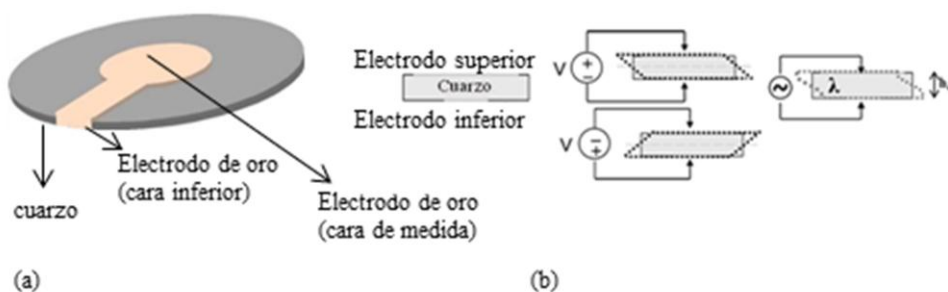 Electrodo de oro
(cara inferior)
cuarzo
Electrodo de oro
(cara de medida)
(a)
Electrodo superior
Cuarzo
Electrodo inferior
V
+
−
V
−
+
~
λ
(b)